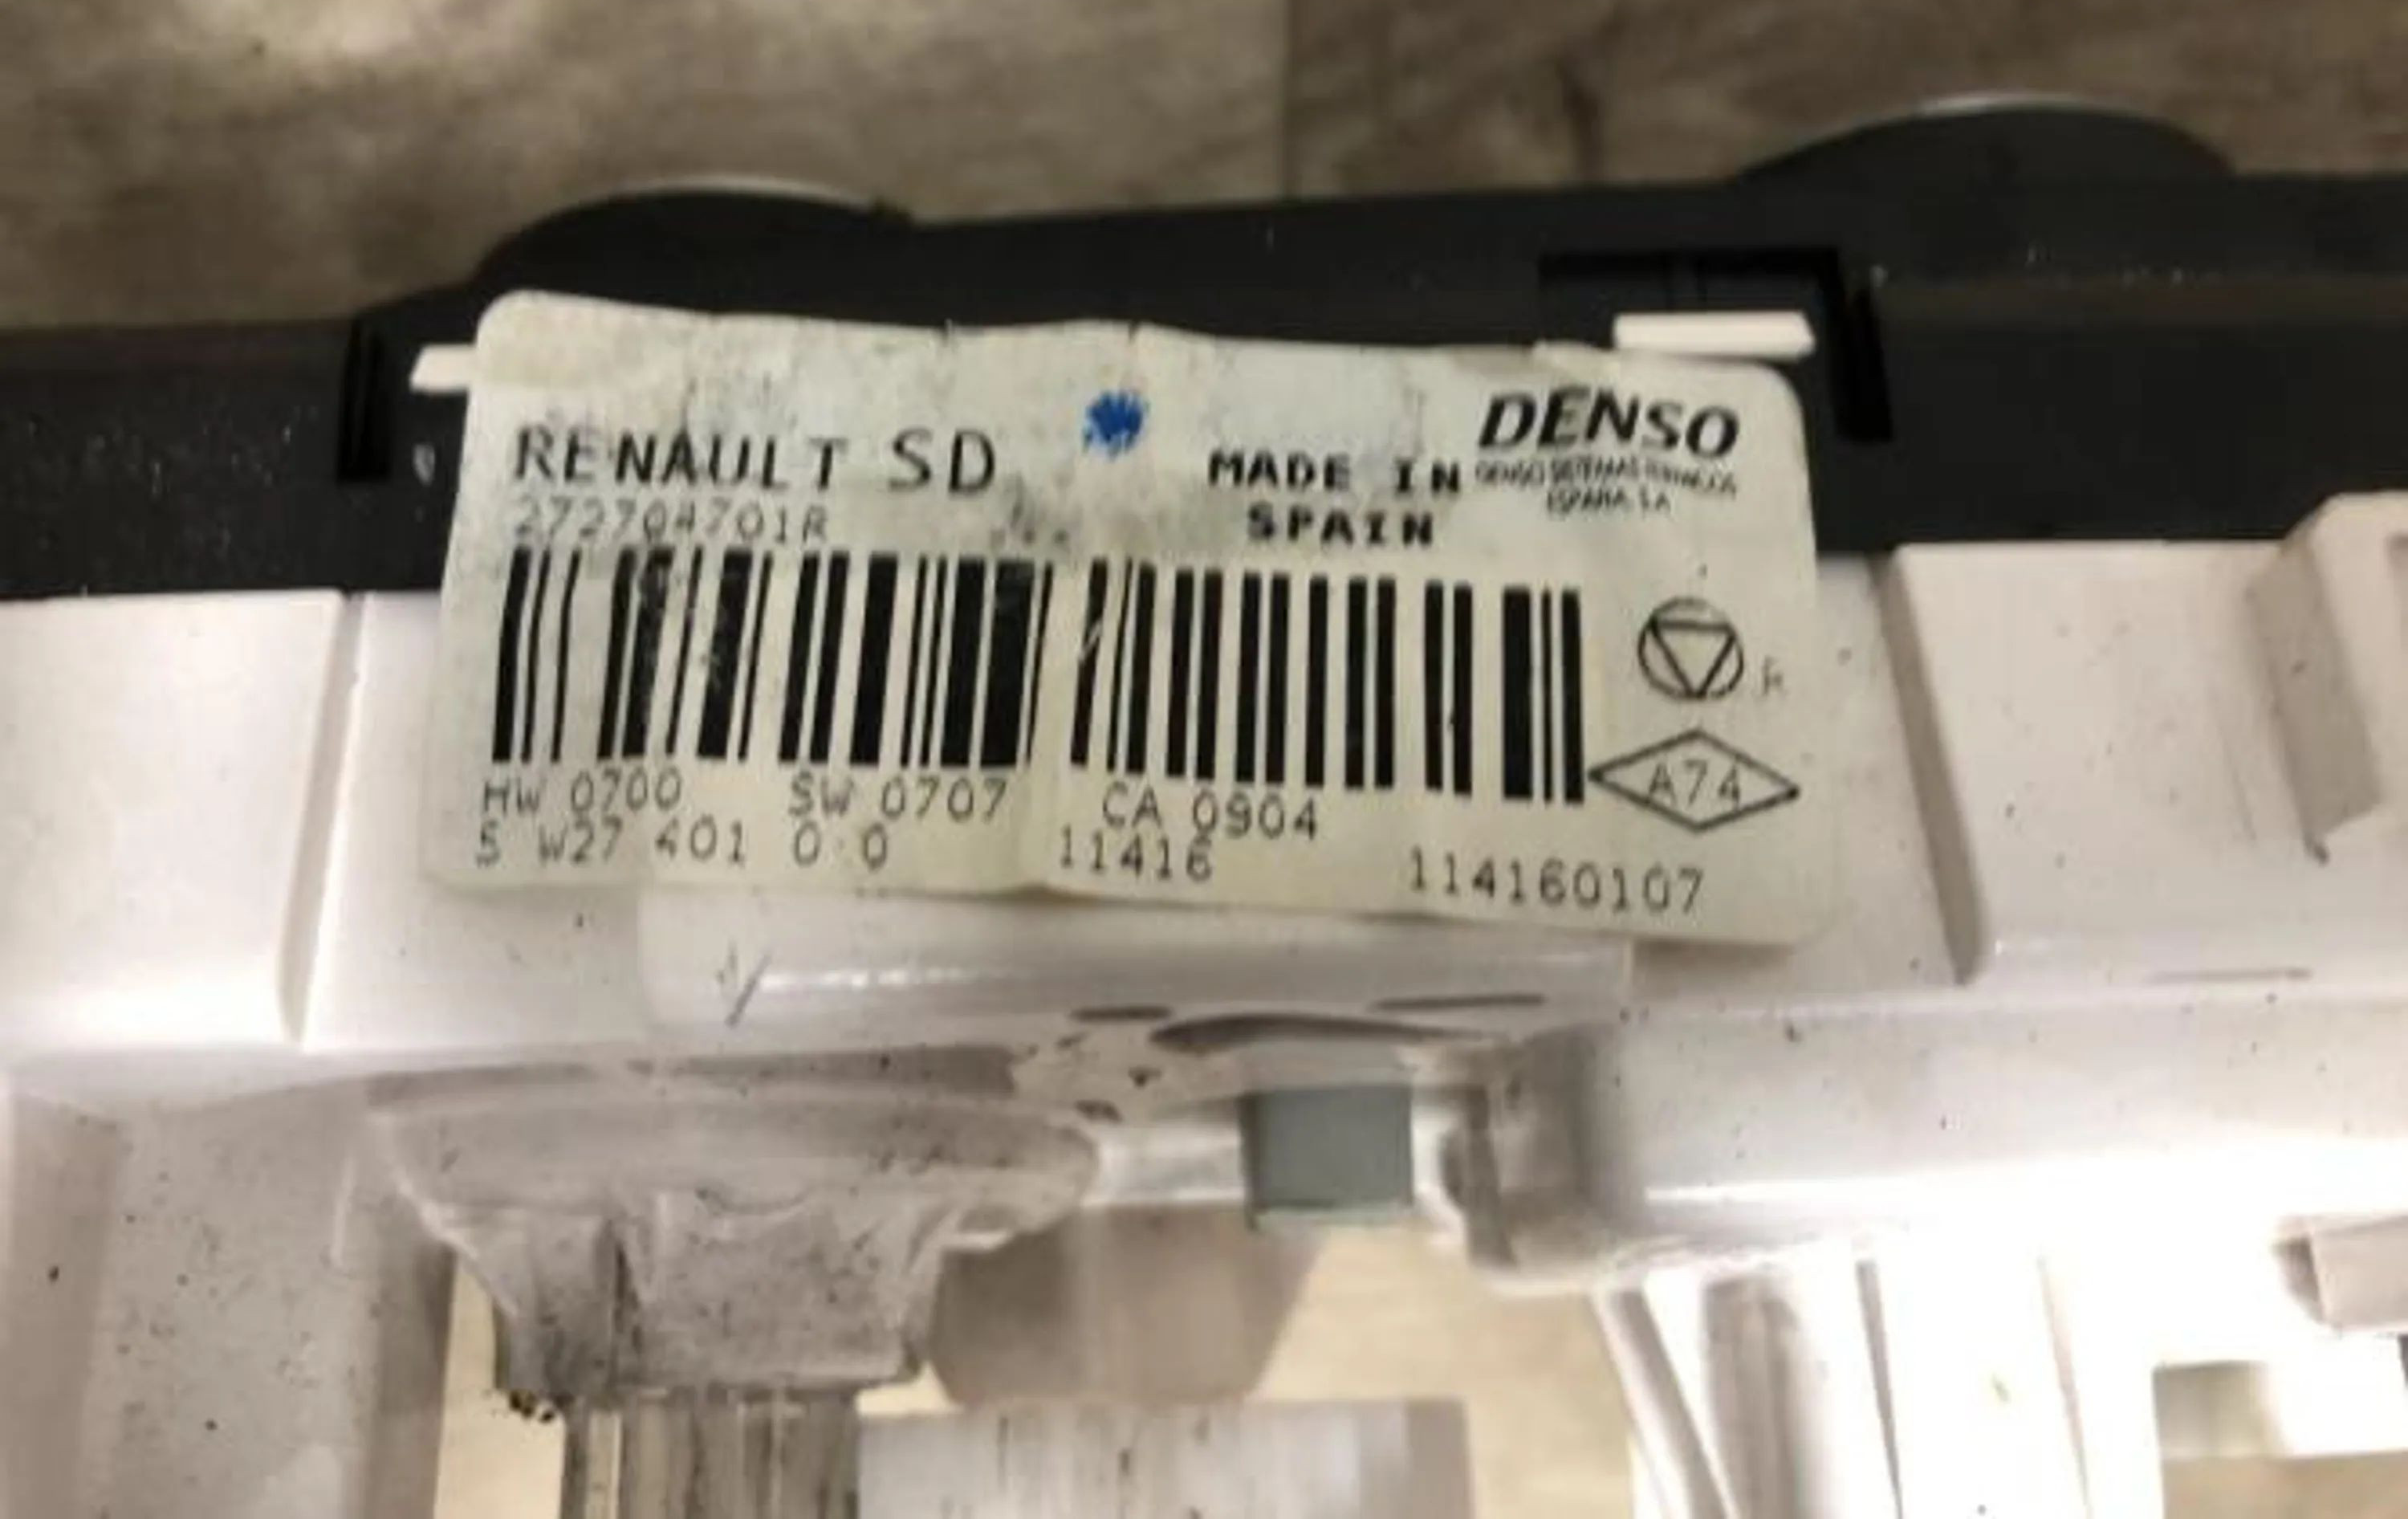 RENAULT SD
DENSO
MADE IN
SPAIN
272704701R
HW 0700 SW 0707 CA 0904
A74
5 W27 401 0 0 11416 114160107